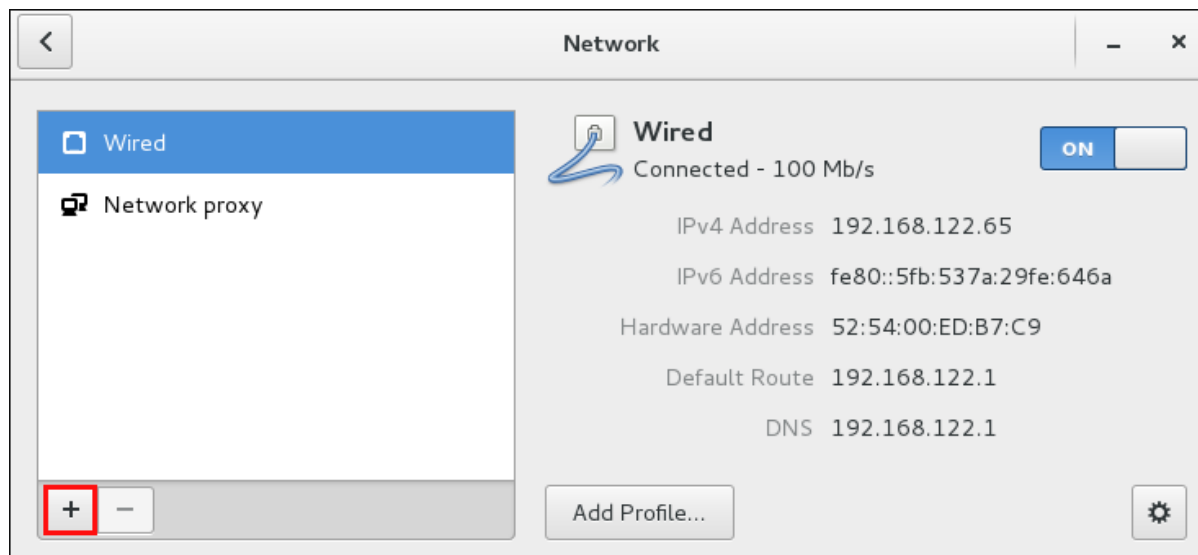 Network
Wired
Network proxy
Wired
Connected - 100 Mb/s
ON
IPv4 Address 192.168.122.65
IPv6 Address fe80::5fb:537a:29fe:646a
Hardware Address 52:54:00:ED:B7:C9
Default Route 192.168.122.1
DNS 192.168.122.1
Add Profile...